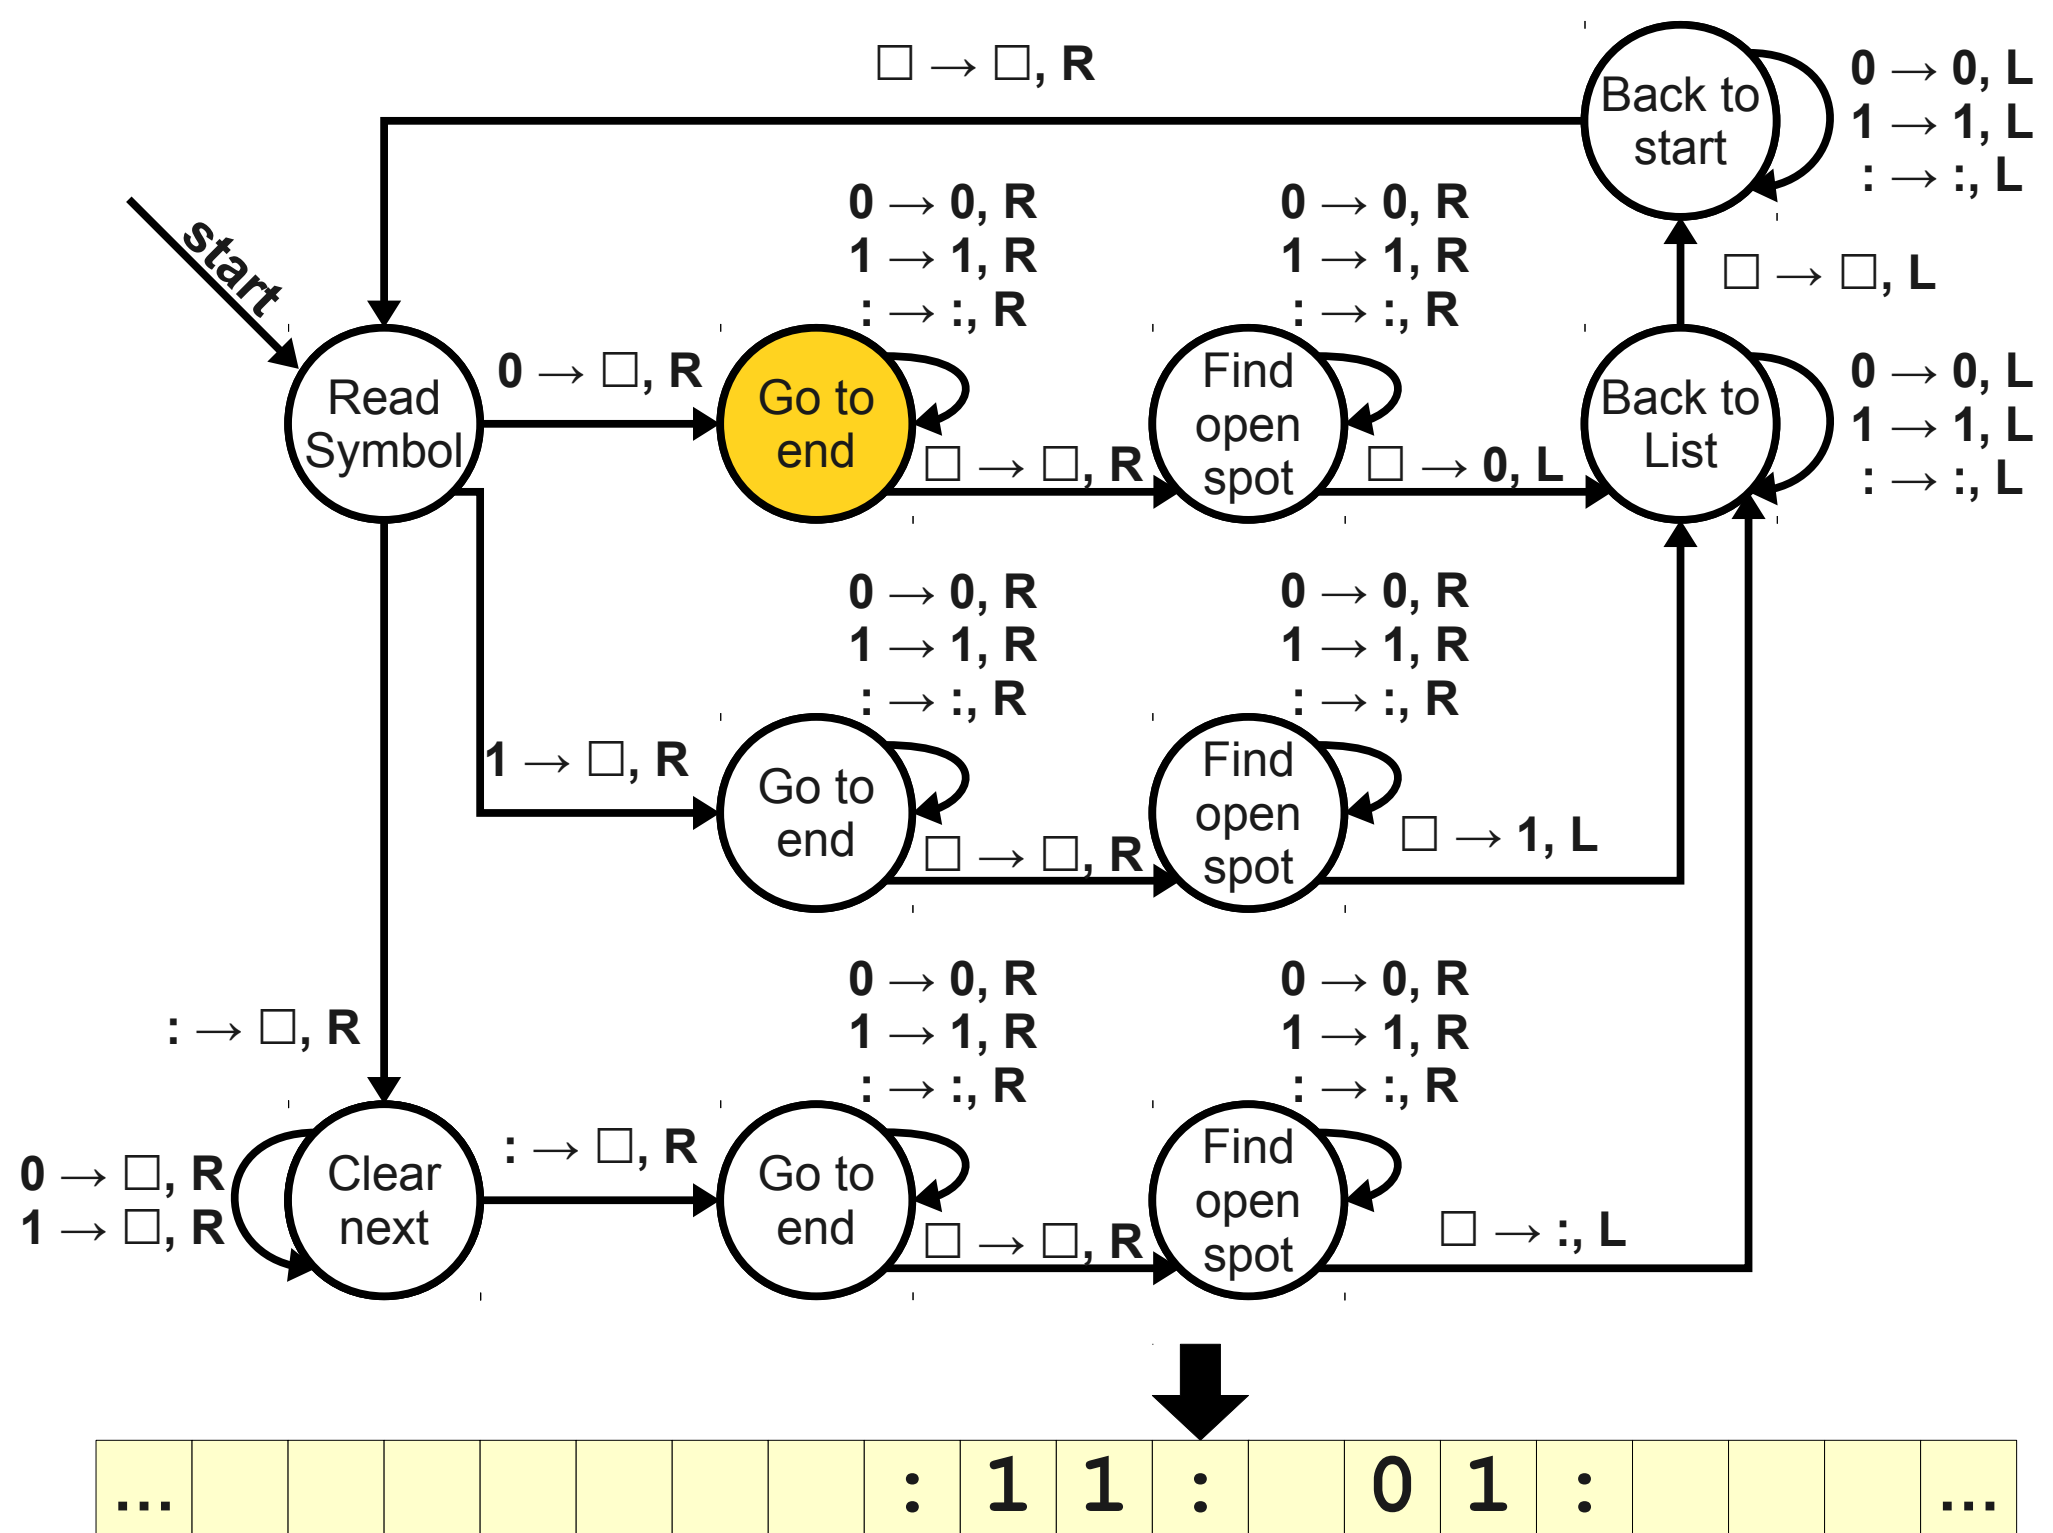 □ → □, R
Back to
start
0 → 0, L
1 → 1, L
: → :, L
start
0 → 0, R
1 → 1, R
: → :, R
0 → 0, R
1 → 1, R
: → :, R
□ → □, L
Read
Symbol
0 → □, R
Go to
end
□ → □, R
Find
open
spot
□ → 0, L
Back to
List
0 → 0, L
1 → 1, L
: → :, L
0 → 0, R
1 → 1, R
: → :, R
0 → 0, R
1 → 1, R
: → :, R
1 → □, R
Go to
end
□ → □, R
Find
open
spot
□ → 1, L
0 → 0, R
1 → 1, R
: → :, R
0 → 0, R
1 → 1, R
: → :, R
: → □, R
0 → □, R
1 → □, R
Clear
next
: → □, R
Go to
end
□ → □, R
Find
open
spot
□ → :, L
... : 1 1 : 0 1 : ...